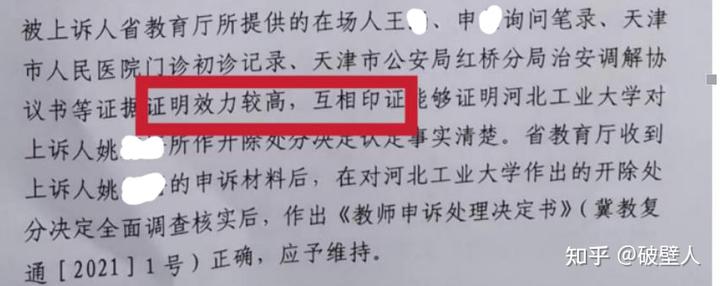 被上诉人省教育厅所提供的在场人王、申询问笔录、天津
市人民医院门诊初诊记录、天津市公安局红桥分局治安调解协
议书等证据证明效力较高，互相印证能够证明河北工业大学对
上诉人姚所作开除处分决定认定事实清楚。省教育厅收到
上诉人姚的申诉材料后，在对河北工业大学作出的开除处
分决定全面调查核实后，作出《教师申诉处理决定书》（冀教复
通［2021］1号）正确，应予维持。
知乎 @破壁人